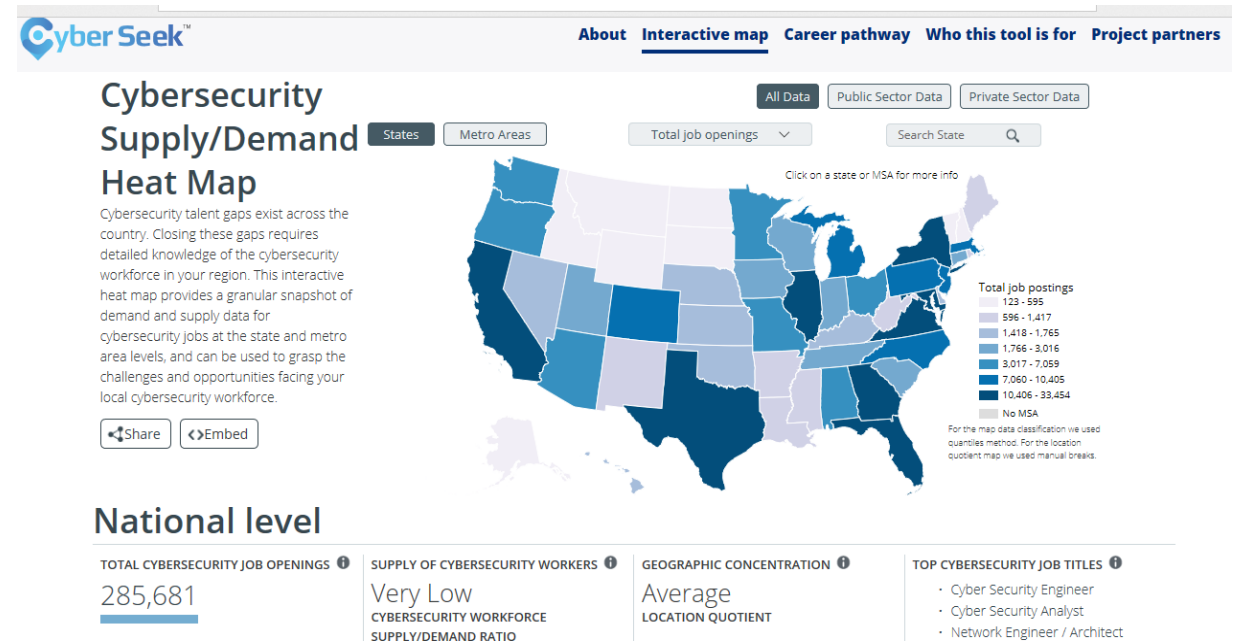 Cyber Seek™
About Interactive map Career pathway Who this tool is for Project partners
Cybersecurity
Supply/Demand
Heat Map
All Data Public Sector Data Private Sector Data
States Metro Areas Total job openings Search State
Click on a state or MSA for more info
Cybersecurity talent gaps exist across the
country. Closing these gaps requires
detailed knowledge of the cybersecurity
workforce in your region. This interactive
heat map provides a granular snapshot of
demand and supply data for
cybersecurity jobs at the state and metro
area levels, and can be used to grasp the
challenges and opportunities facing your
local cybersecurity workforce.
Share <>Embed
Total job postings
123 - 595
596 - 1,417
1,418 - 1,765
1,766 - 3,016
3,017 - 7,059
7,060 - 10,405
10,406 - 33,454
No MSA
For the map data classification we used
quantiles method. For the location
quotient map we used manual breaks.
National level
TOTAL CYBERSECURITY JOB OPENINGS i
285,681
SUPPLY OF CYBERSECURITY WORKERS i
Very Low
CYBERSECURITY WORKFORCE
SUPPLY/DEMAND RATIO
GEOGRAPHIC CONCENTRATION i
Average
LOCATION QUOTIENT
TOP CYBERSECURITY JOB TITLES i
• Cyber Security Engineer
• Cyber Security Analyst
• Network Engineer / Architect